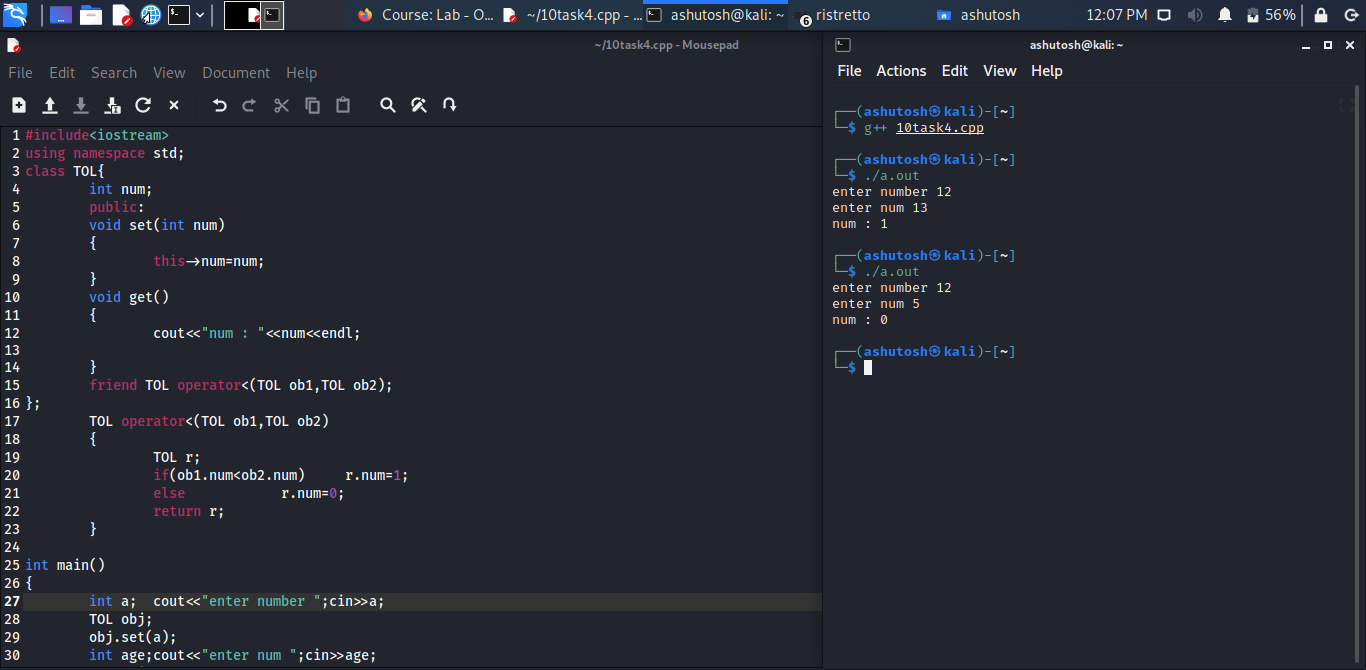 Course: Lab - O...
~/10task4.cpp - ...
ashutosh@kali: ~
6
ristretto
ashutosh
12:07 PM
56%
~/10task4.cpp - Mousepad
File Edit Search View Document Help
1 #include<iostream>
2 using namespace std;
3 class TOL{
4 int num;
5 public:
6 void set(int num)
7 {
8 this->num=num;
9 }
10 void get()
11 {
12 cout<<"num : "<<num<<endl;
13
14 }
15 friend TOL operator<(TOL ob1,TOL ob2);
16 };
17 TOL operator<(TOL ob1,TOL ob2)
18 {
19 TOL r;
20 if(ob1.num<ob2.num) r.num=1;
21 else r.num=0;
22 return r;
23 }
24
25 int main()
26 {
27 int a; cout<<"enter number ";cin>>a;
28 TOL obj;
29 obj.set(a);
30 int age;cout<<"enter num ";cin>>age;
ashutosh@kali: ~
File Actions Edit View Help
┌──(ashutosh㉿kali)-[~]
└─$ g++ 10task4.cpp
┌──(ashutosh㉿kali)-[~]
└─$ ./a.out
enter number 12
enter num 13
num : 1
┌──(ashutosh㉿kali)-[~]
└─$ ./a.out
enter number 12
enter num 5
num : 0
┌──(ashutosh㉿kali)-[~]
└─$